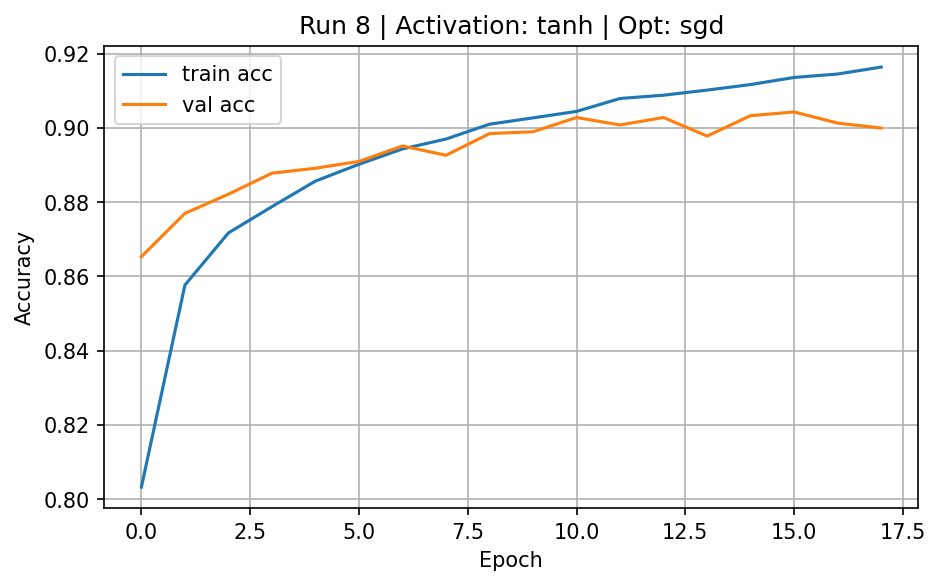 Run 8 | Activation: tanh | Opt: sgd
train acc
val acc
0.92
0.90
0.88
0.86
0.84
0.82
0.80
Accuracy
0.0 2.5 5.0 7.5 10.0 12.5 15.0 17.5
Epoch